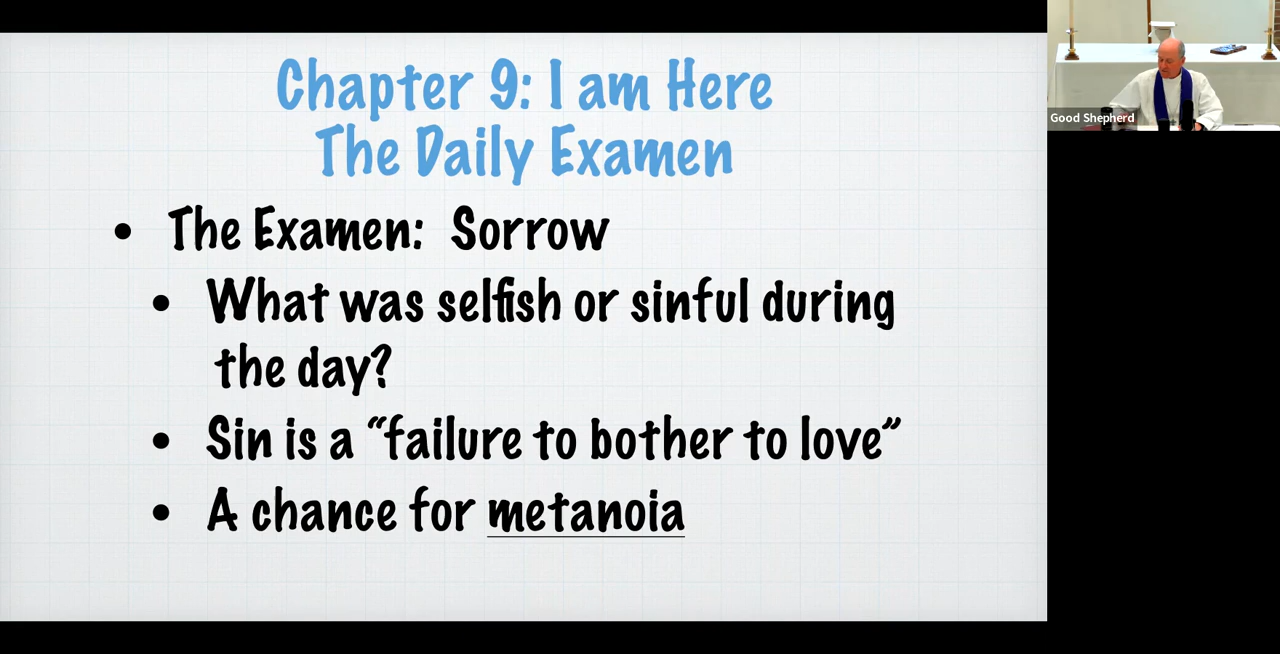 Chapter 9: I am Here
The Daily Examen
• The Examen: Sorrow
• What was selfish or sinful during
the day?
• Sin is a “failure to bother to love”
• A chance for metanoia
Good Shepherd